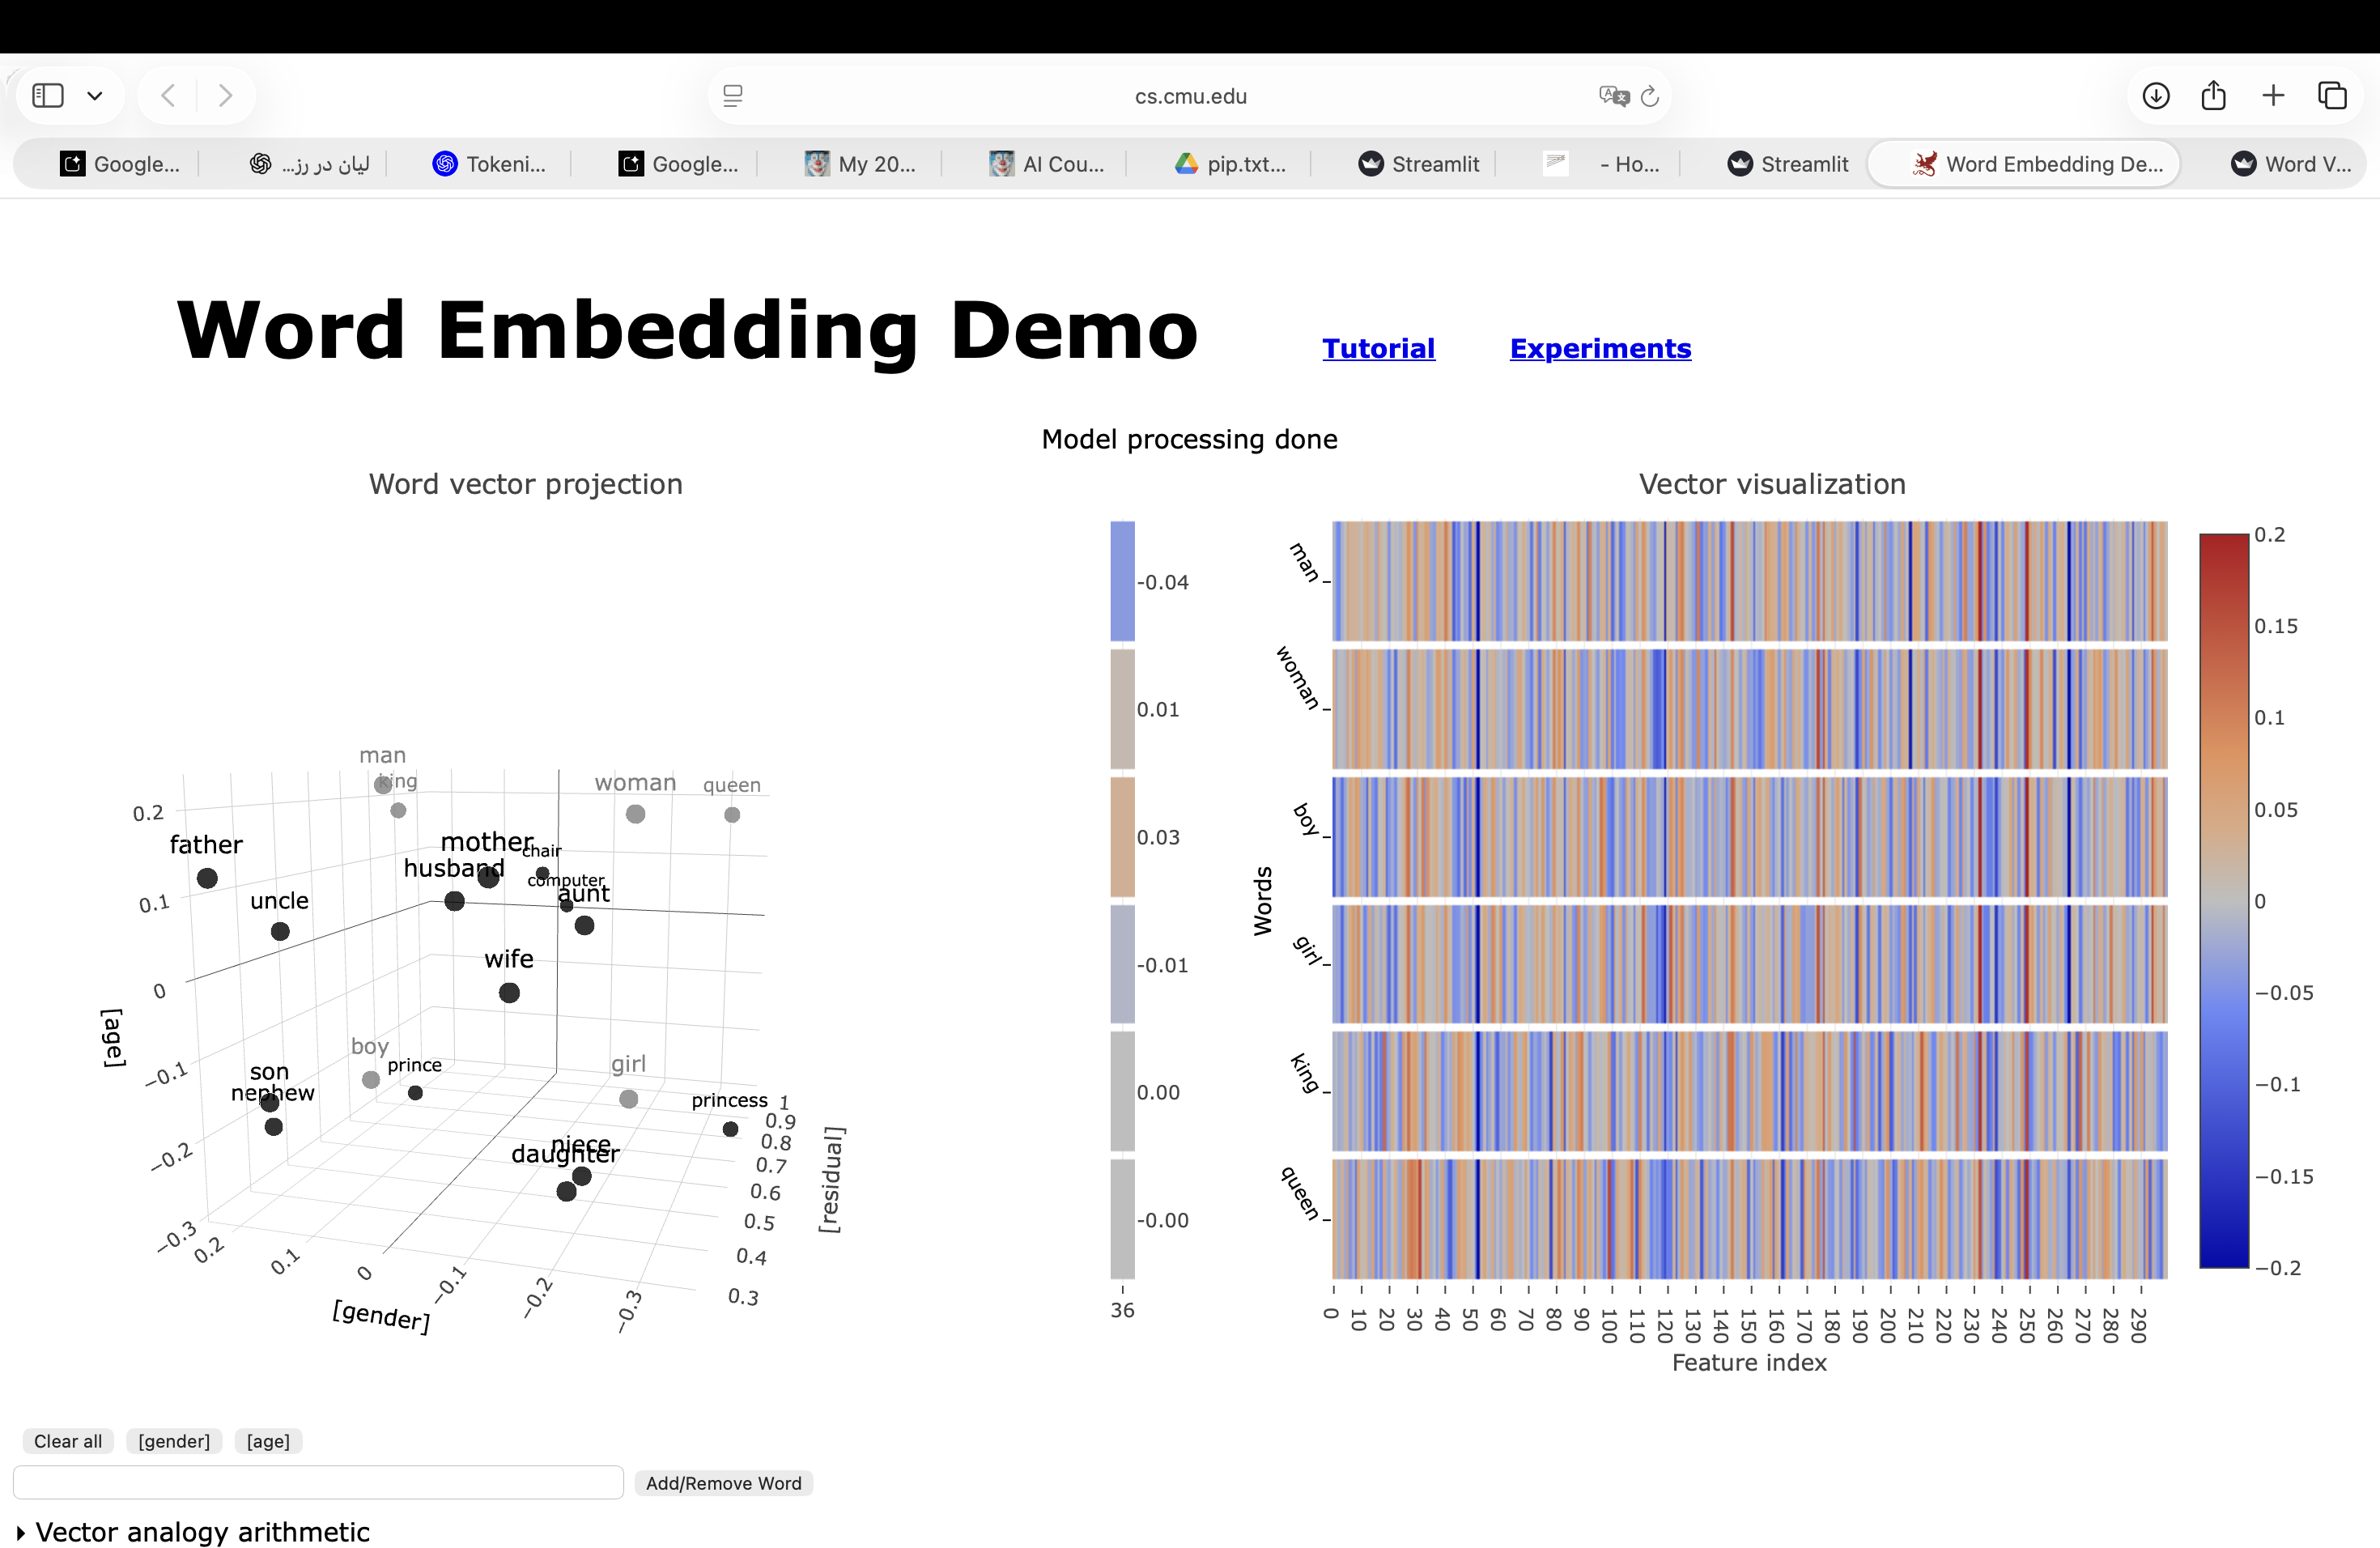 cs.cmu.edu
Google...
لیان در رز...
Tokeni...
Google...
My 20...
AI Cou...
pip.txt...
Streamlit
- Ho...
Streamlit
Word Embedding De...
Word V...
Word Embedding Demo
Tutorial
Experiments
Model processing done
Word vector projection
man
king
woman
queen
father
mother
chair
husband
computer
aunt
uncle
wife
boy
prince
son
nephew
girl
princess
niece
daughter
0.2
0.1
0
−0.1
−0.2
−0.3
[age]
0.2
0.1
0
−0.1
−0.2
−0.3
[gender]
1
0.9
0.8
0.7
0.6
0.5
0.4
0.3
[residual]
-0.04
0.01
0.03
-0.01
0.00
-0.00
36
Vector visualization
Words
man
woman
boy
girl
king
queen
0 10 20 30 40 50 60 70 80 90 100 110 120 130 140 150 160 170 180 190 200 210 220 230 240 250 260 270 280 290
Feature index
0.2
0.15
0.1
0.05
0
−0.05
−0.1
−0.15
−0.2
Clear all [gender] [age]
Add/Remove Word
Vector analogy arithmetic